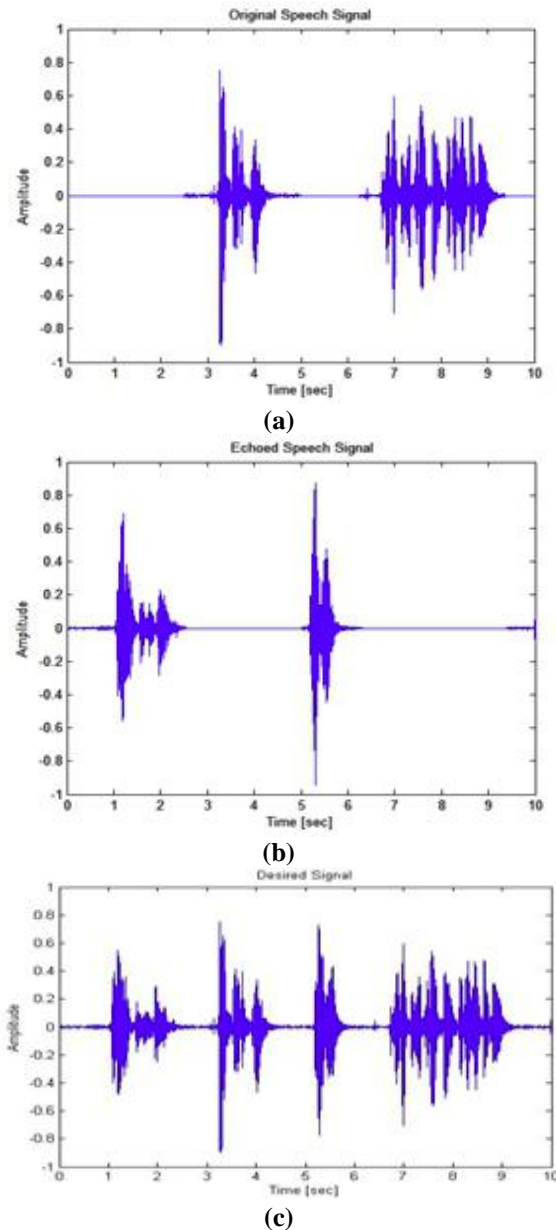 Original Speech Signal
1
0.8
0.6
0.4
0.2
0
-0.2
-0.4
-0.6
-0.8
-1
Amplitude
0 1 2 3 4 5 6 7 8 9 10
Time [sec]
(a)
Echoed Speech Signal
1
0.8
0.6
0.4
0.2
0
-0.2
-0.4
-0.6
-0.8
-1
Amplitude
0 1 2 3 4 5 6 7 8 9 10
Time [sec]
(b)
Desired Signal
1
0.8
0.6
0.4
0.2
0
-0.2
-0.4
-0.6
-0.8
-1
Amplitude
0 1 2 3 4 5 6 7 8 9 10
Time [sec]
(c)